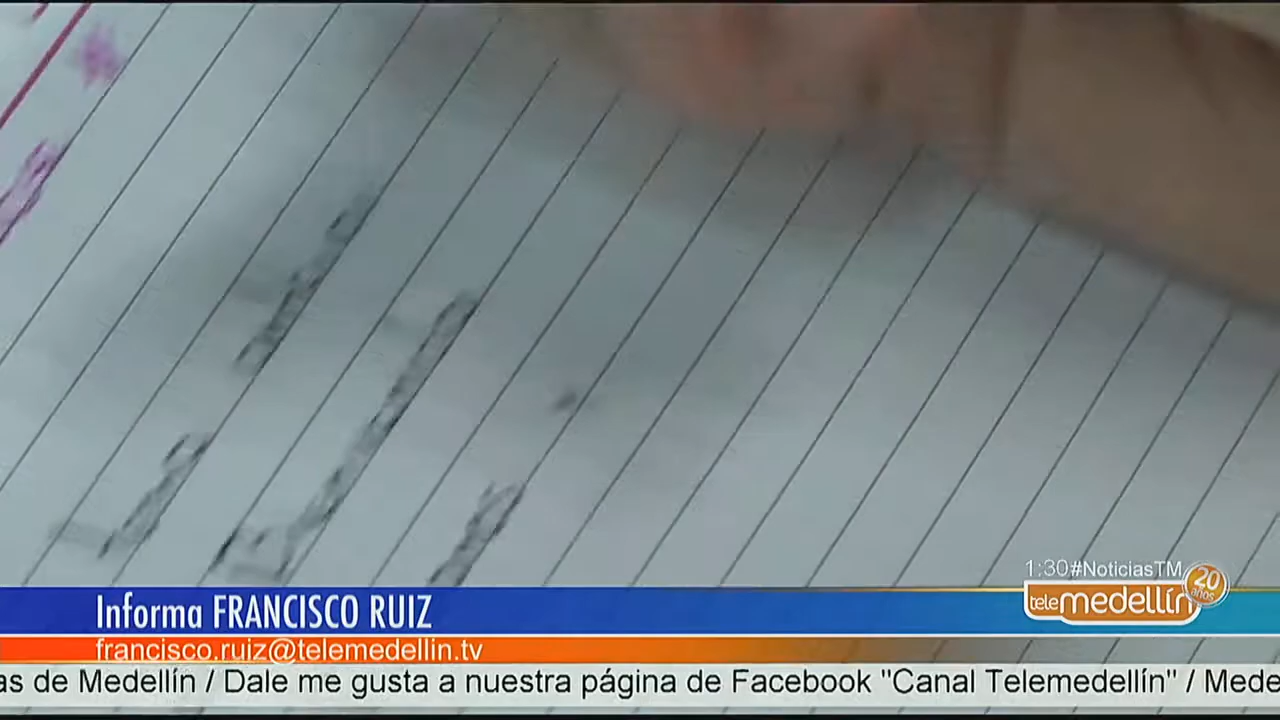 1:30#NoticiasTM
telemedellín
20
años
Informa FRANCISCO RUIZ
francisco.ruiz@telemedellin.tv
as de Medellín / Dale me gusta a nuestra página de Facebook "Canal Telemedellín" / Mede